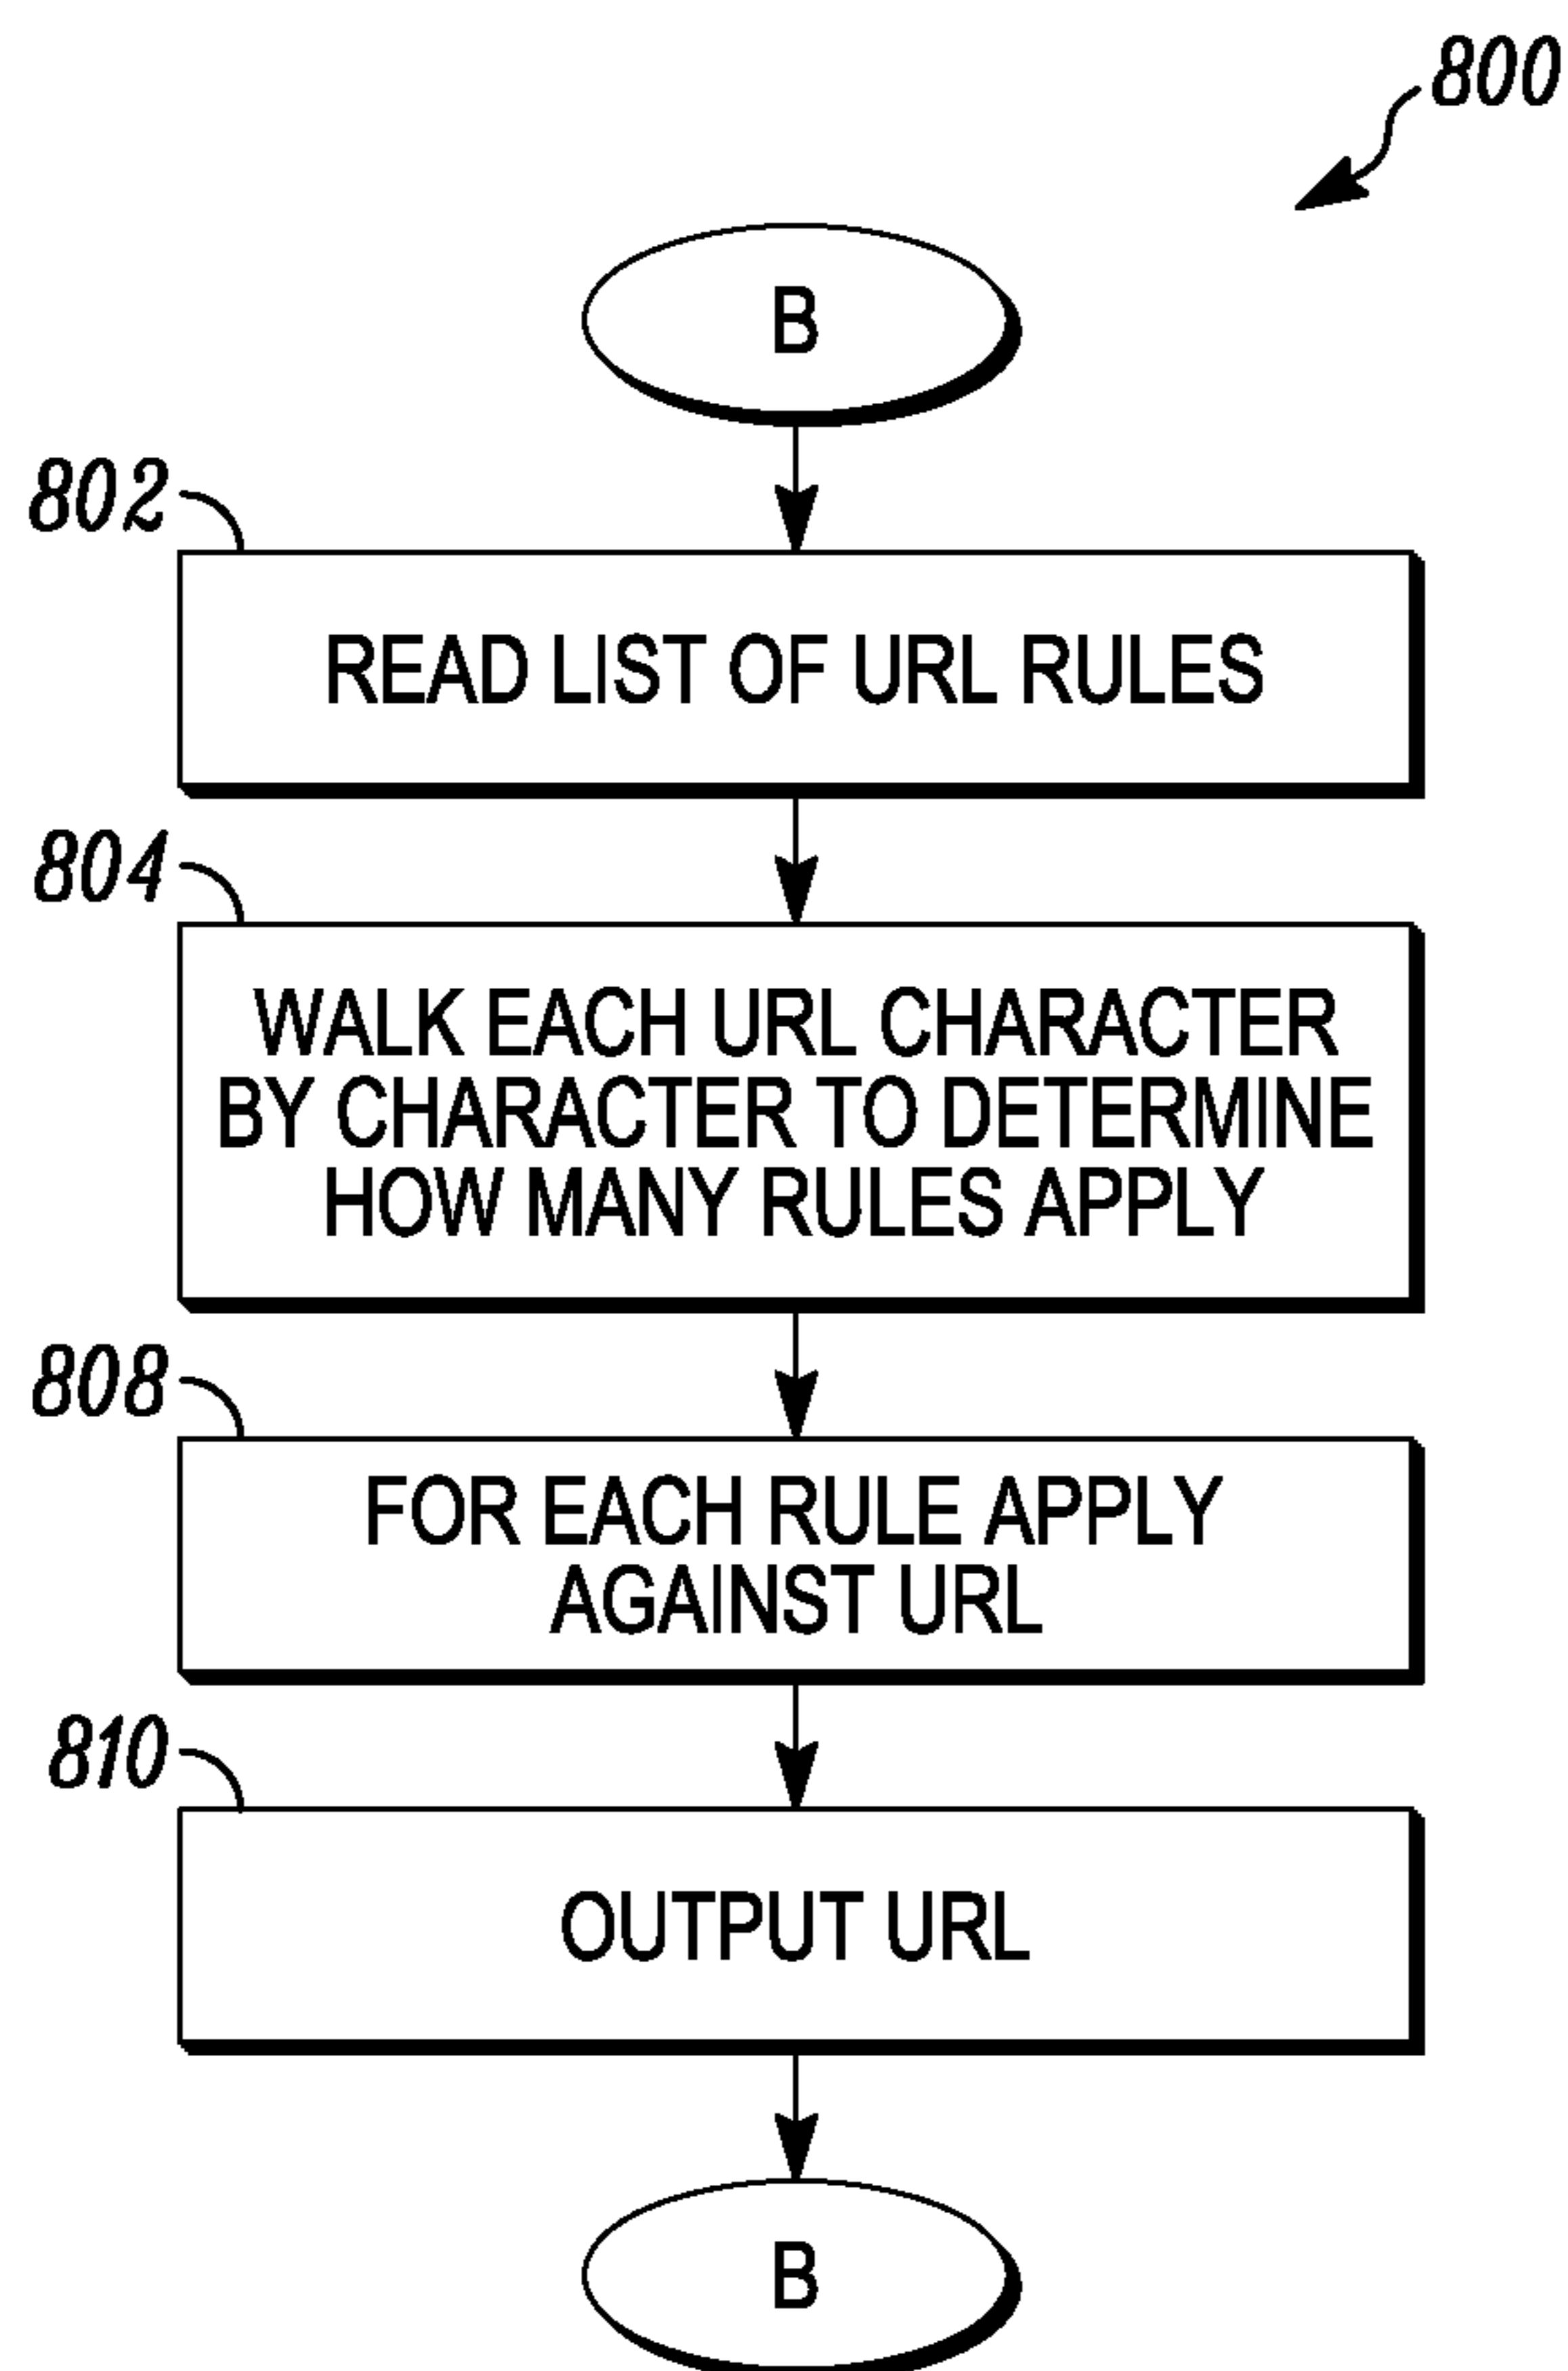 800
B
802
READ LIST OF URL RULES
804
WALK EACH URL CHARACTER
BY CHARACTER TO DETERMINE
HOW MANY RULES APPLY
808
FOR EACH RULE APPLY
AGAINST URL
810
OUTPUT URL
B